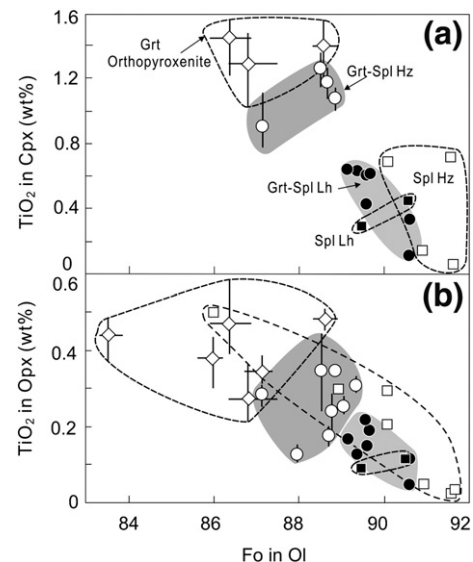 (a)
1.6
1.2
0.8
0.4
0
TiO2 in Cpx (wt%)
Grt
Orthopyroxenite
Grt-Spl Hz
Grt-Spl Lh
Spl Hz
Spl Lh
(b)
0.6
0.4
0.2
0
TiO2 in Opx (wt%)
84 86 88 90 92
Fo in Ol